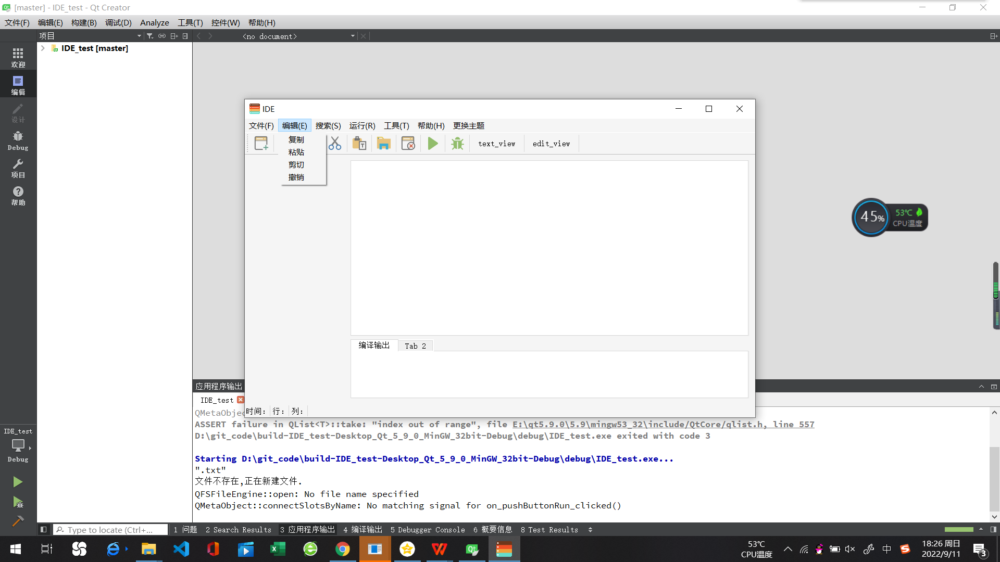 [master] - IDE_test - Qt Creator
文件(F) 编辑(E) 构建(B) 调试(D) Analyze 工具(T) 控件(W) 帮助(H)
项目
<no document>
IDE_test [master]
欢迎
编辑
设计
Debug
项目
帮助
IDE
文件(F) 编辑(E) 搜索(S) 运行(R) 工具(T) 帮助(H) 更换主题
text_view edit_view
复制
粘贴
剪切
撤销
45%
53℃
CPU温度
编译输出 Tab 2
时间: 行: 列:
应用程序输出
IDE_test
QMetaObjec
ASSERT failure in QList<T>::take: "index out of range", file E:\qt5.9.0\5.9\mingw53_32\include/QtCore/qlist.h, line 557
D:\git_code\build-IDE_test-Desktop_Qt_5_9_0_MinGW_32bit-Debug\debug\IDE_test.exe exited with code 3
Starting D:\git_code\build-IDE_test-Desktop_Qt_5_9_0_MinGW_32bit-Debug\debug\IDE_test.exe...
".txt"
文件不存在,正在新建文件.
QFSFileEngine::open: No file name specified
QMetaObject::connectSlotsByName: No matching signal for on_pushButtonRun_clicked()
IDE_test
Debug
Type to locate (Ctrl+...
1 问题 2 Search Results 3 应用程序输出 4 编译输出 5 Debugger Console 6 概要信息 8 Test Results
53℃
CPU温度
中
18:26 周日
2022/9/11
3